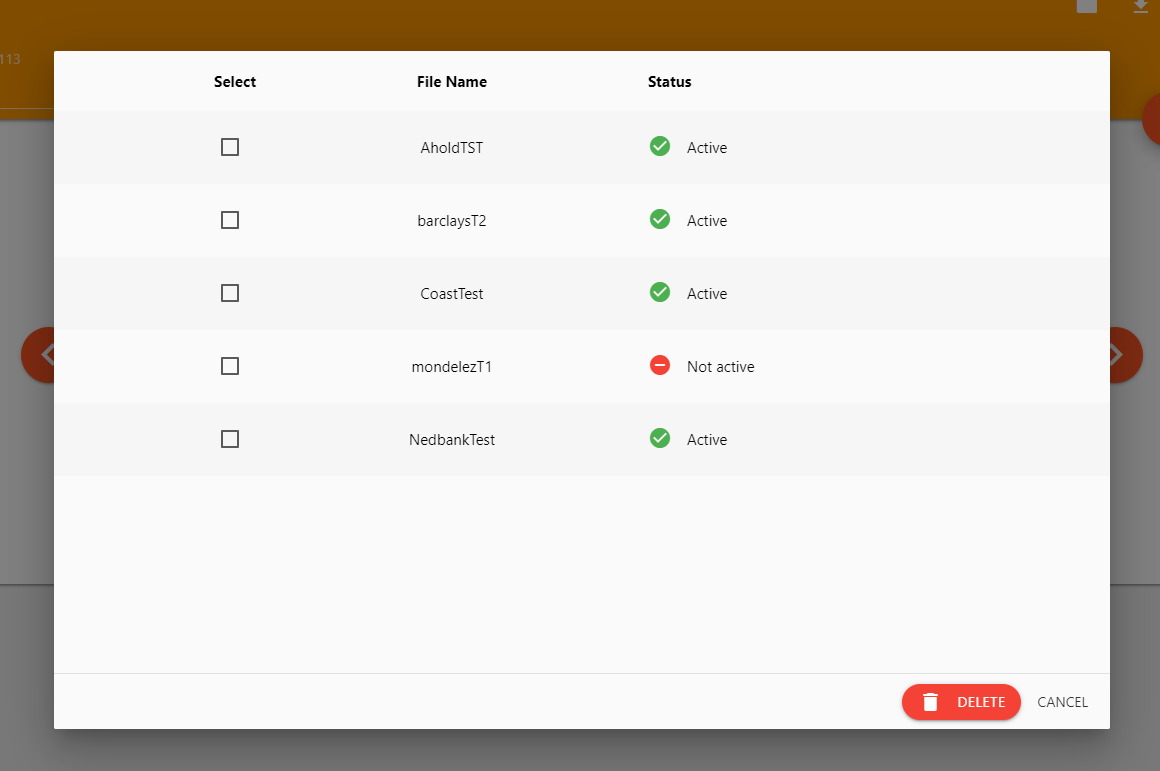 113
Select File Name Status
AholdTST Active
barclaysT2 Active
CoastTest Active
mondelezT1 Not active
NedbankTest Active
DELETE CANCEL